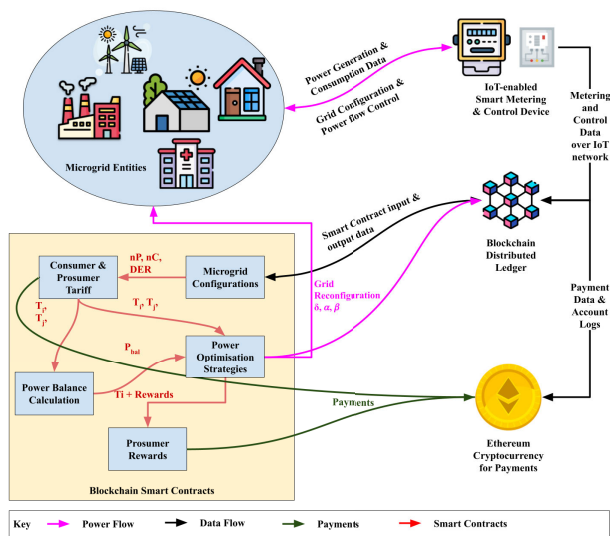 Power Generation &
Consumption Data
Grid Configuration &
Power flow Control
IoT-enabled
Smart Metering
& Control Device
Metering
and
Control
Data
over IoT
network
Microgrid Entities
Smart Contract input &
output data
Blockchain
Distributed
Ledger
Consumer &
Prosumer
Tariff
nP, nC,
DER
Microgrid
Configurations
Grid
Reconfiguration
δ, α, β
Payment
Data &
Account
Logs
Ti,
Tj,
Ti, Tj,
Power
Optimisation
Strategies
Pbal
Power Balance
Calculation
Ti + Rewards
Payments
Prosumer
Rewards
Ethereum
Cryptocurrency
for Payments
Blockchain Smart Contracts
Key
Power Flow
Data Flow
Payments
Smart Contracts